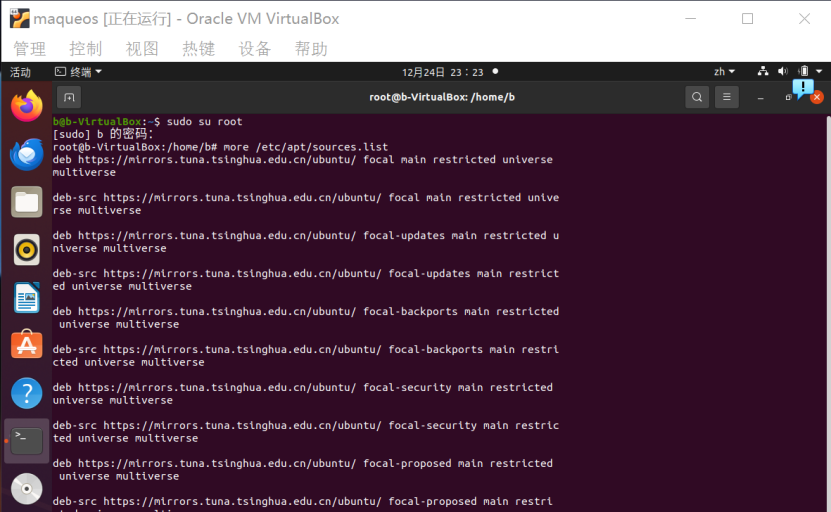 maqueos [正在运行] - Oracle VM VirtualBox
管理 控制 视图 热键 设备 帮助
活动 终端 12月24日 23：23 zh
root@b-VirtualBox: /home/b
b@b-VirtualBox:~$ sudo su root
[sudo] b 的密码：
root@b-VirtualBox:/home/b# more /etc/apt/sources.list
deb https://mirrors.tuna.tsinghua.edu.cn/ubuntu/ focal main restricted universe
multiverse
deb-src https://mirrors.tuna.tsinghua.edu.cn/ubuntu/ focal main restricted unive
rse multiverse
deb https://mirrors.tuna.tsinghua.edu.cn/ubuntu/ focal-updates main restricted u
niverse multiverse
deb-src https://mirrors.tuna.tsinghua.edu.cn/ubuntu/ focal-updates main restrict
ed universe multiverse
deb https://mirrors.tuna.tsinghua.edu.cn/ubuntu/ focal-backports main restricted
universe multiverse
deb-src https://mirrors.tuna.tsinghua.edu.cn/ubuntu/ focal-backports main restri
cted universe multiverse
deb https://mirrors.tuna.tsinghua.edu.cn/ubuntu/ focal-security main restricted
universe multiverse
deb-src https://mirrors.tuna.tsinghua.edu.cn/ubuntu/ focal-security main restric
ted universe multiverse
deb https://mirrors.tuna.tsinghua.edu.cn/ubuntu/ focal-proposed main restricted
universe multiverse
deb-src https://mirrors.tuna.tsinghua.edu.cn/ubuntu/ focal-proposed main restri